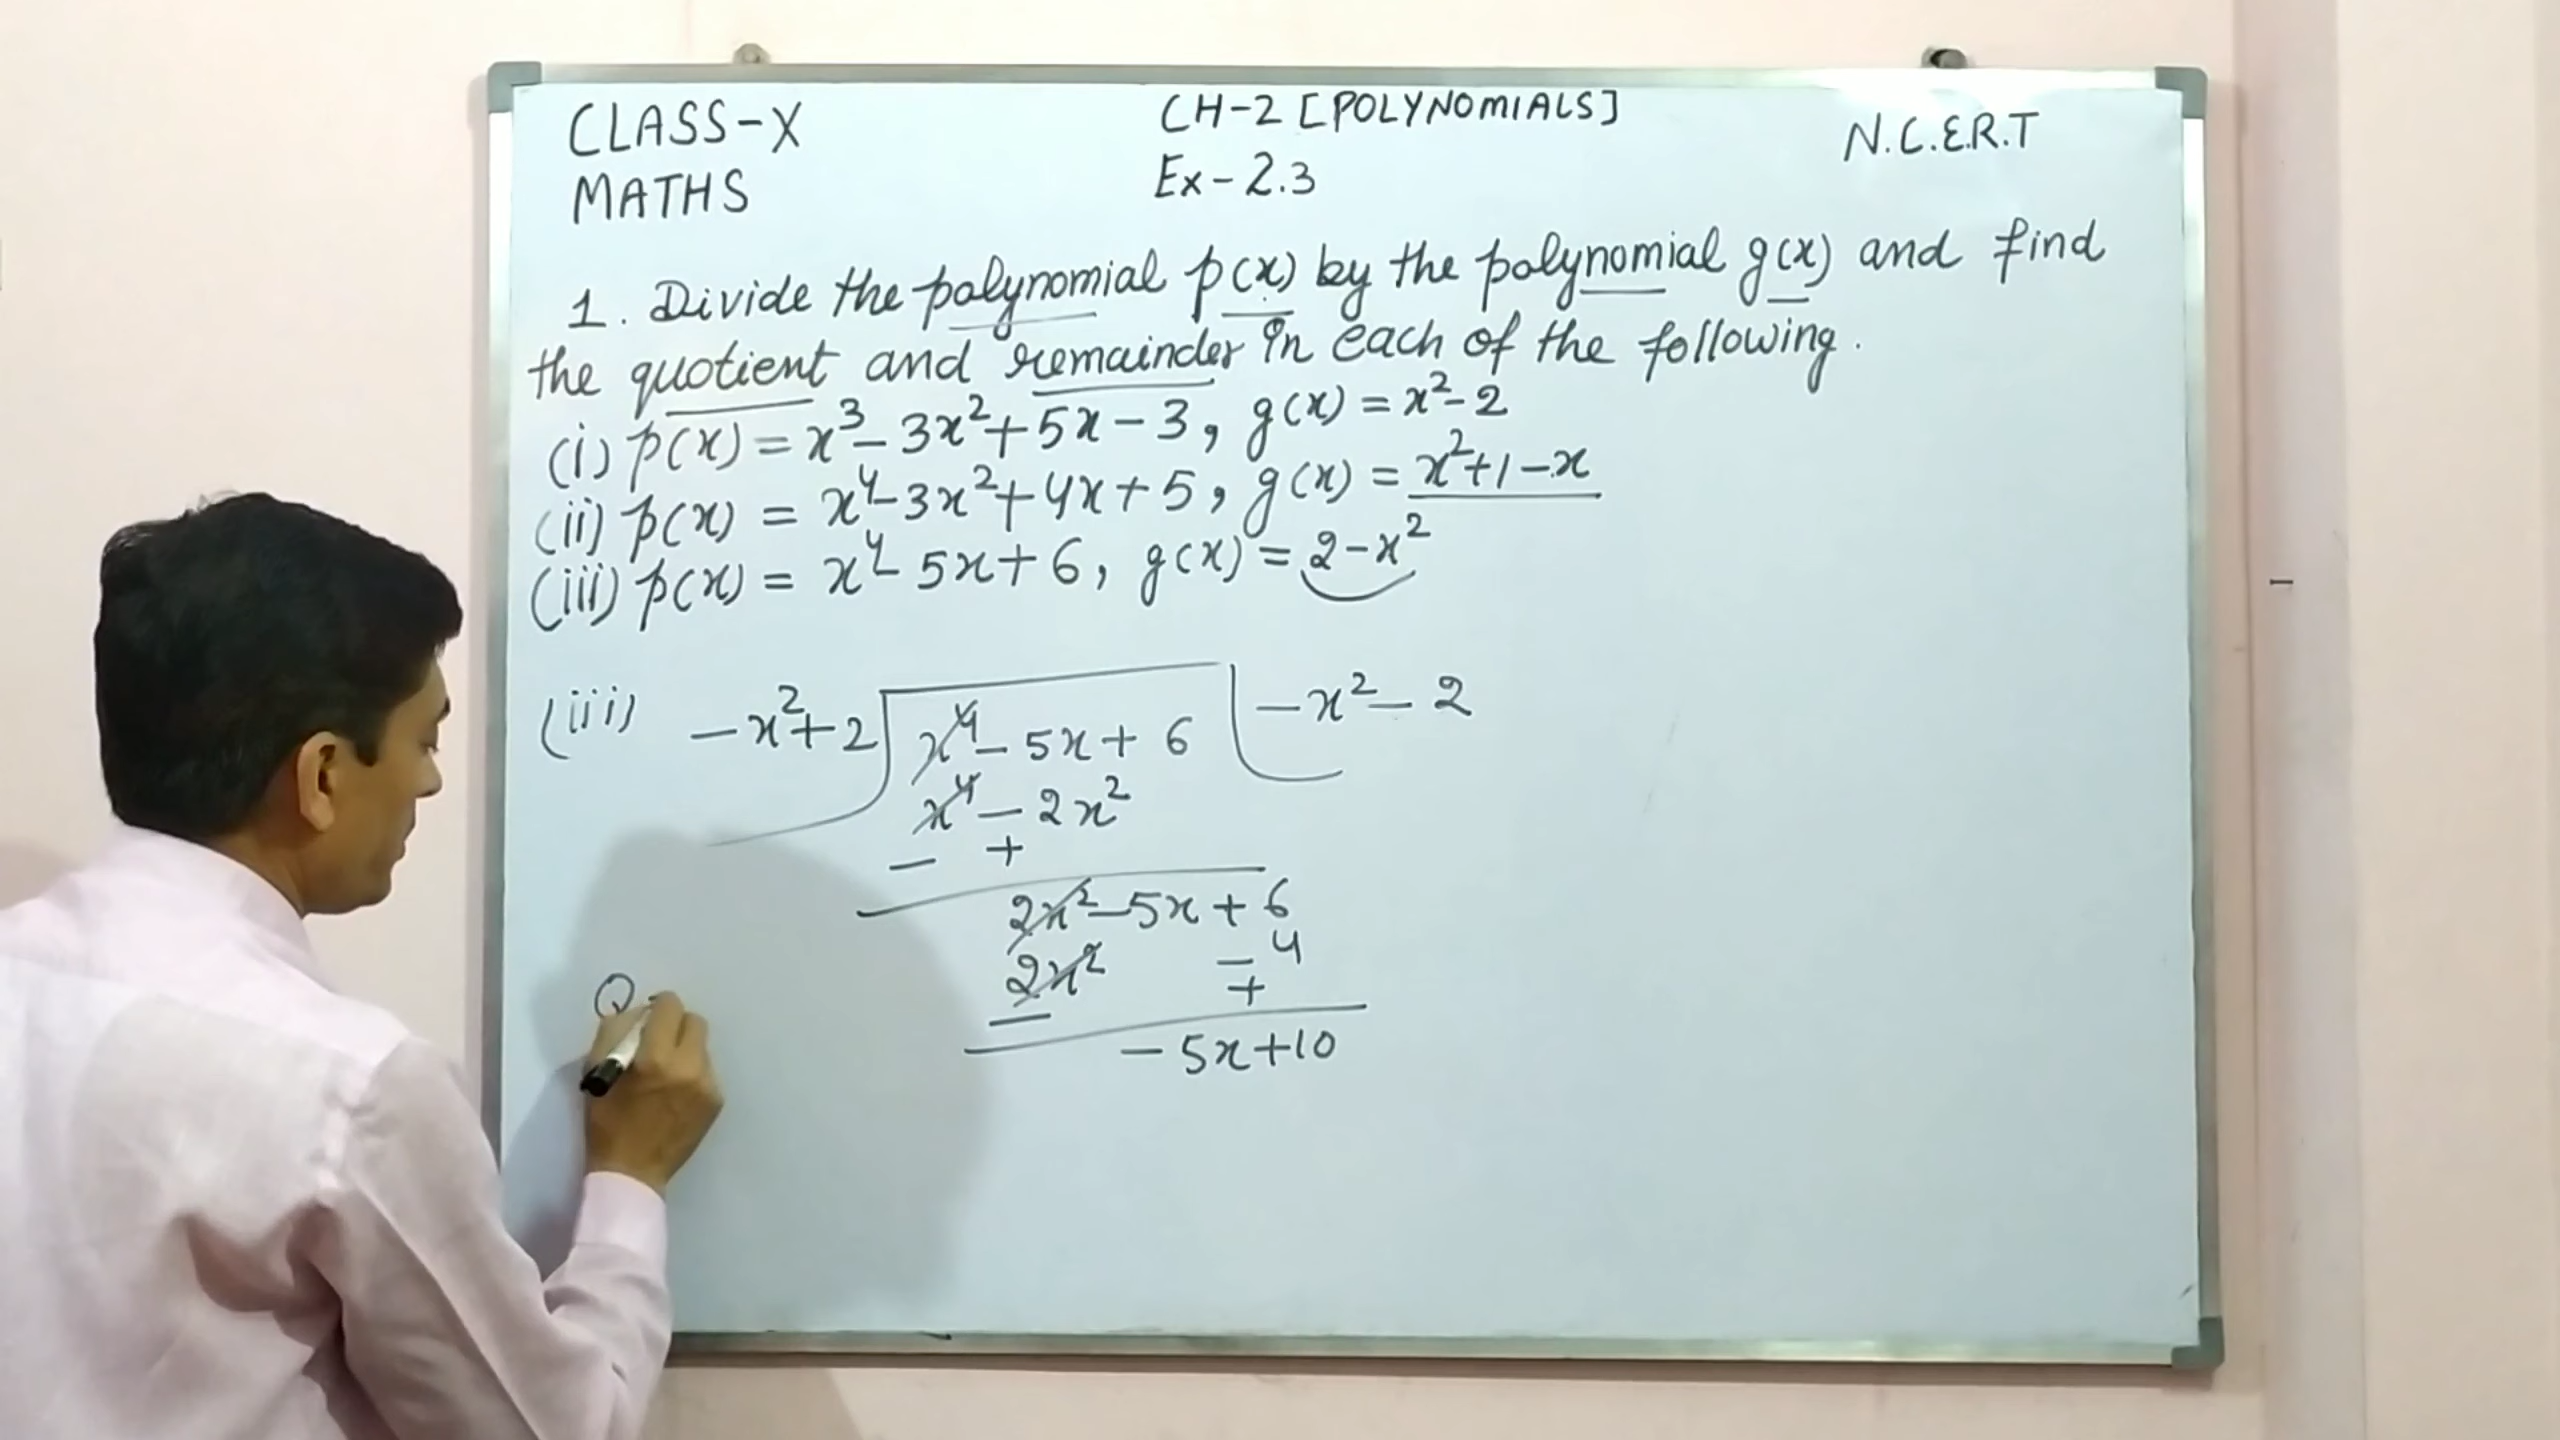 CLASS-X
MATHS
CH-2 [POLYNOMIALS]
Ex-2.3
N.C.E.R.T
1. Divide the polynomial p(x) by the polynomial g(x) and find
the quotient and remainder in each of the following.
(i) p(x) = x³-3x²+5x-3, g(x) = x²-2
(ii) p(x) = x⁴-3x²+4x+5, g(x) = x²+1-x
(iii) p(x) = x⁴-5x+6, g(x) = 2-x²
(iii) -x²+2 x⁴-5x+6 -x²-2
x⁴-2x²
- +
2x²-5x+6
2x² -4
- +
-5x+10
Q